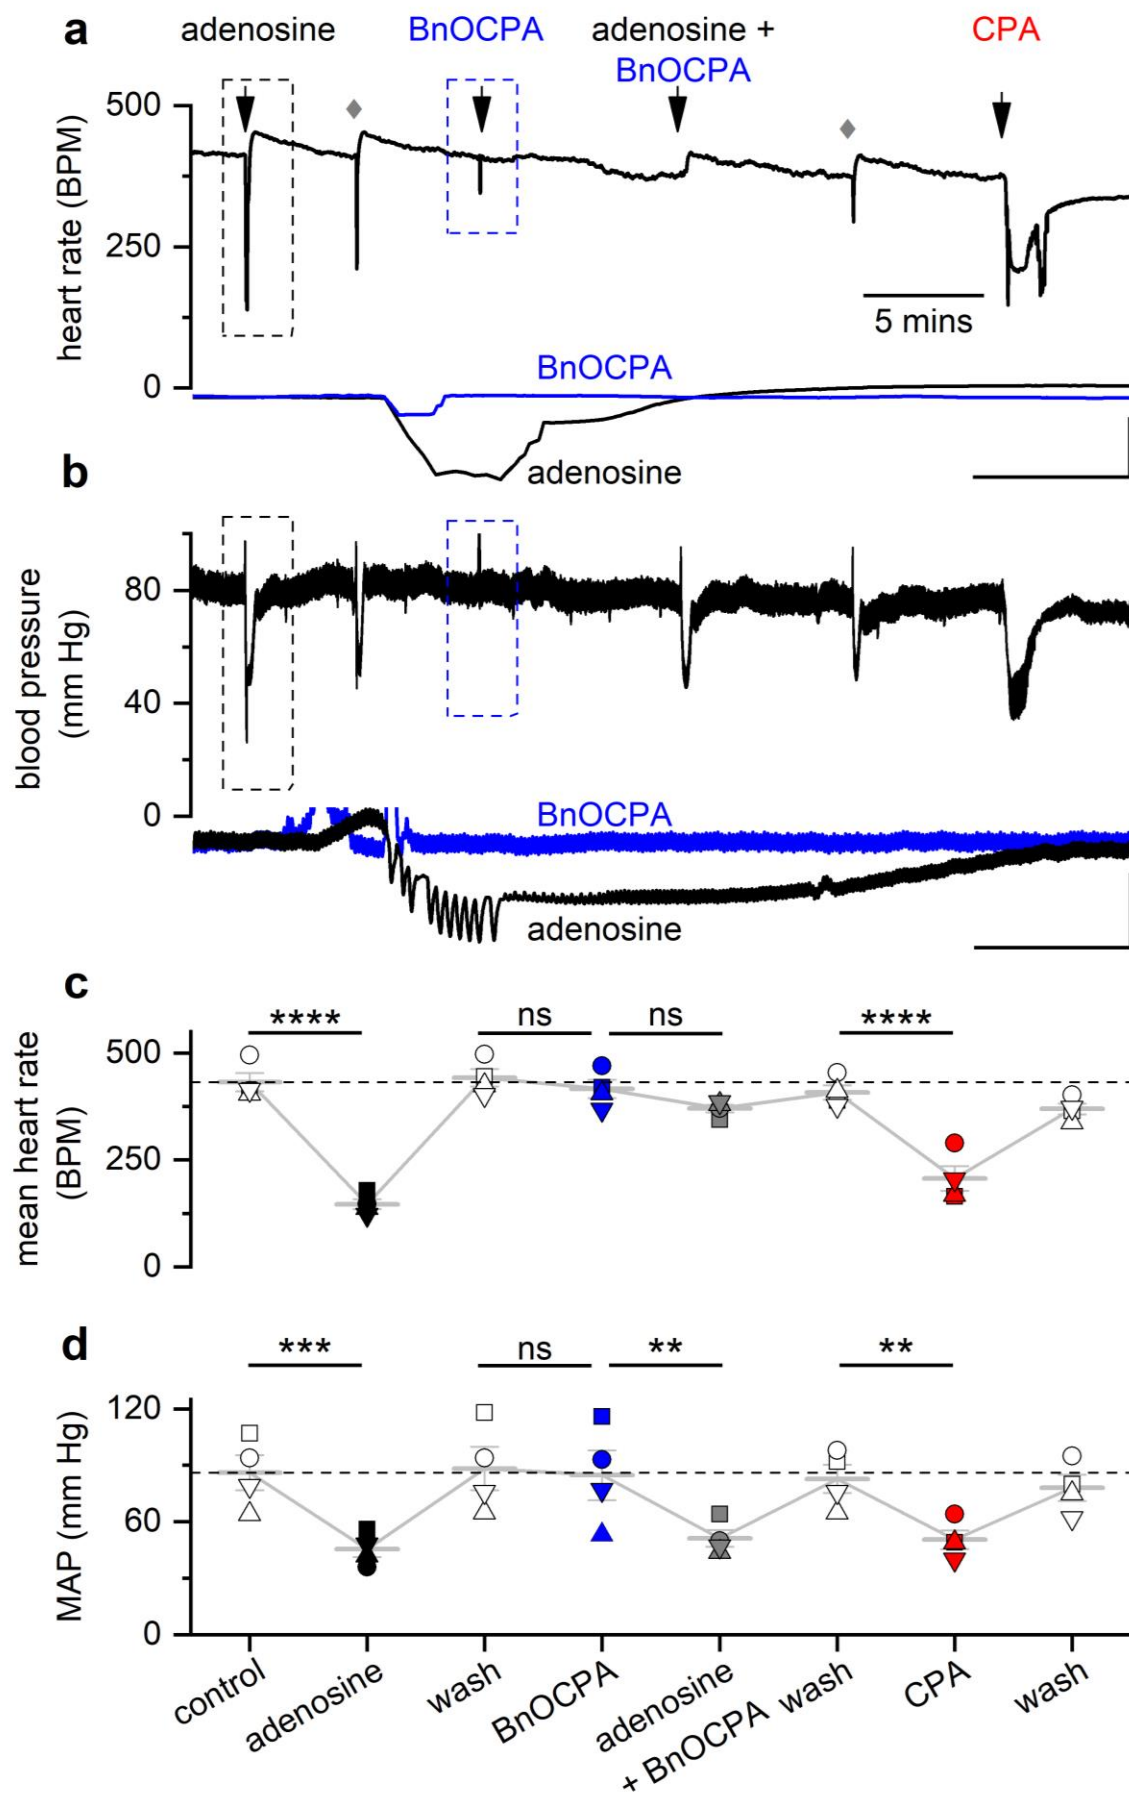 a
adenosine
BnOCPA
adenosine +
BnOCPA
CPA
500
250
0
heart rate (BPM)
5 mins
BnOCPA
adenosine
b
80
40
0
blood pressure
(mm Hg)
BnOCPA
adenosine
c
**** ns ns ****
500
250
0
mean heart rate
(BPM)
d
*** ns ** **
120
60
0
MAP (mm Hg)
control
adenosine
wash
BnOCPA
adenosine
+ BnOCPA
wash
CPA
wash